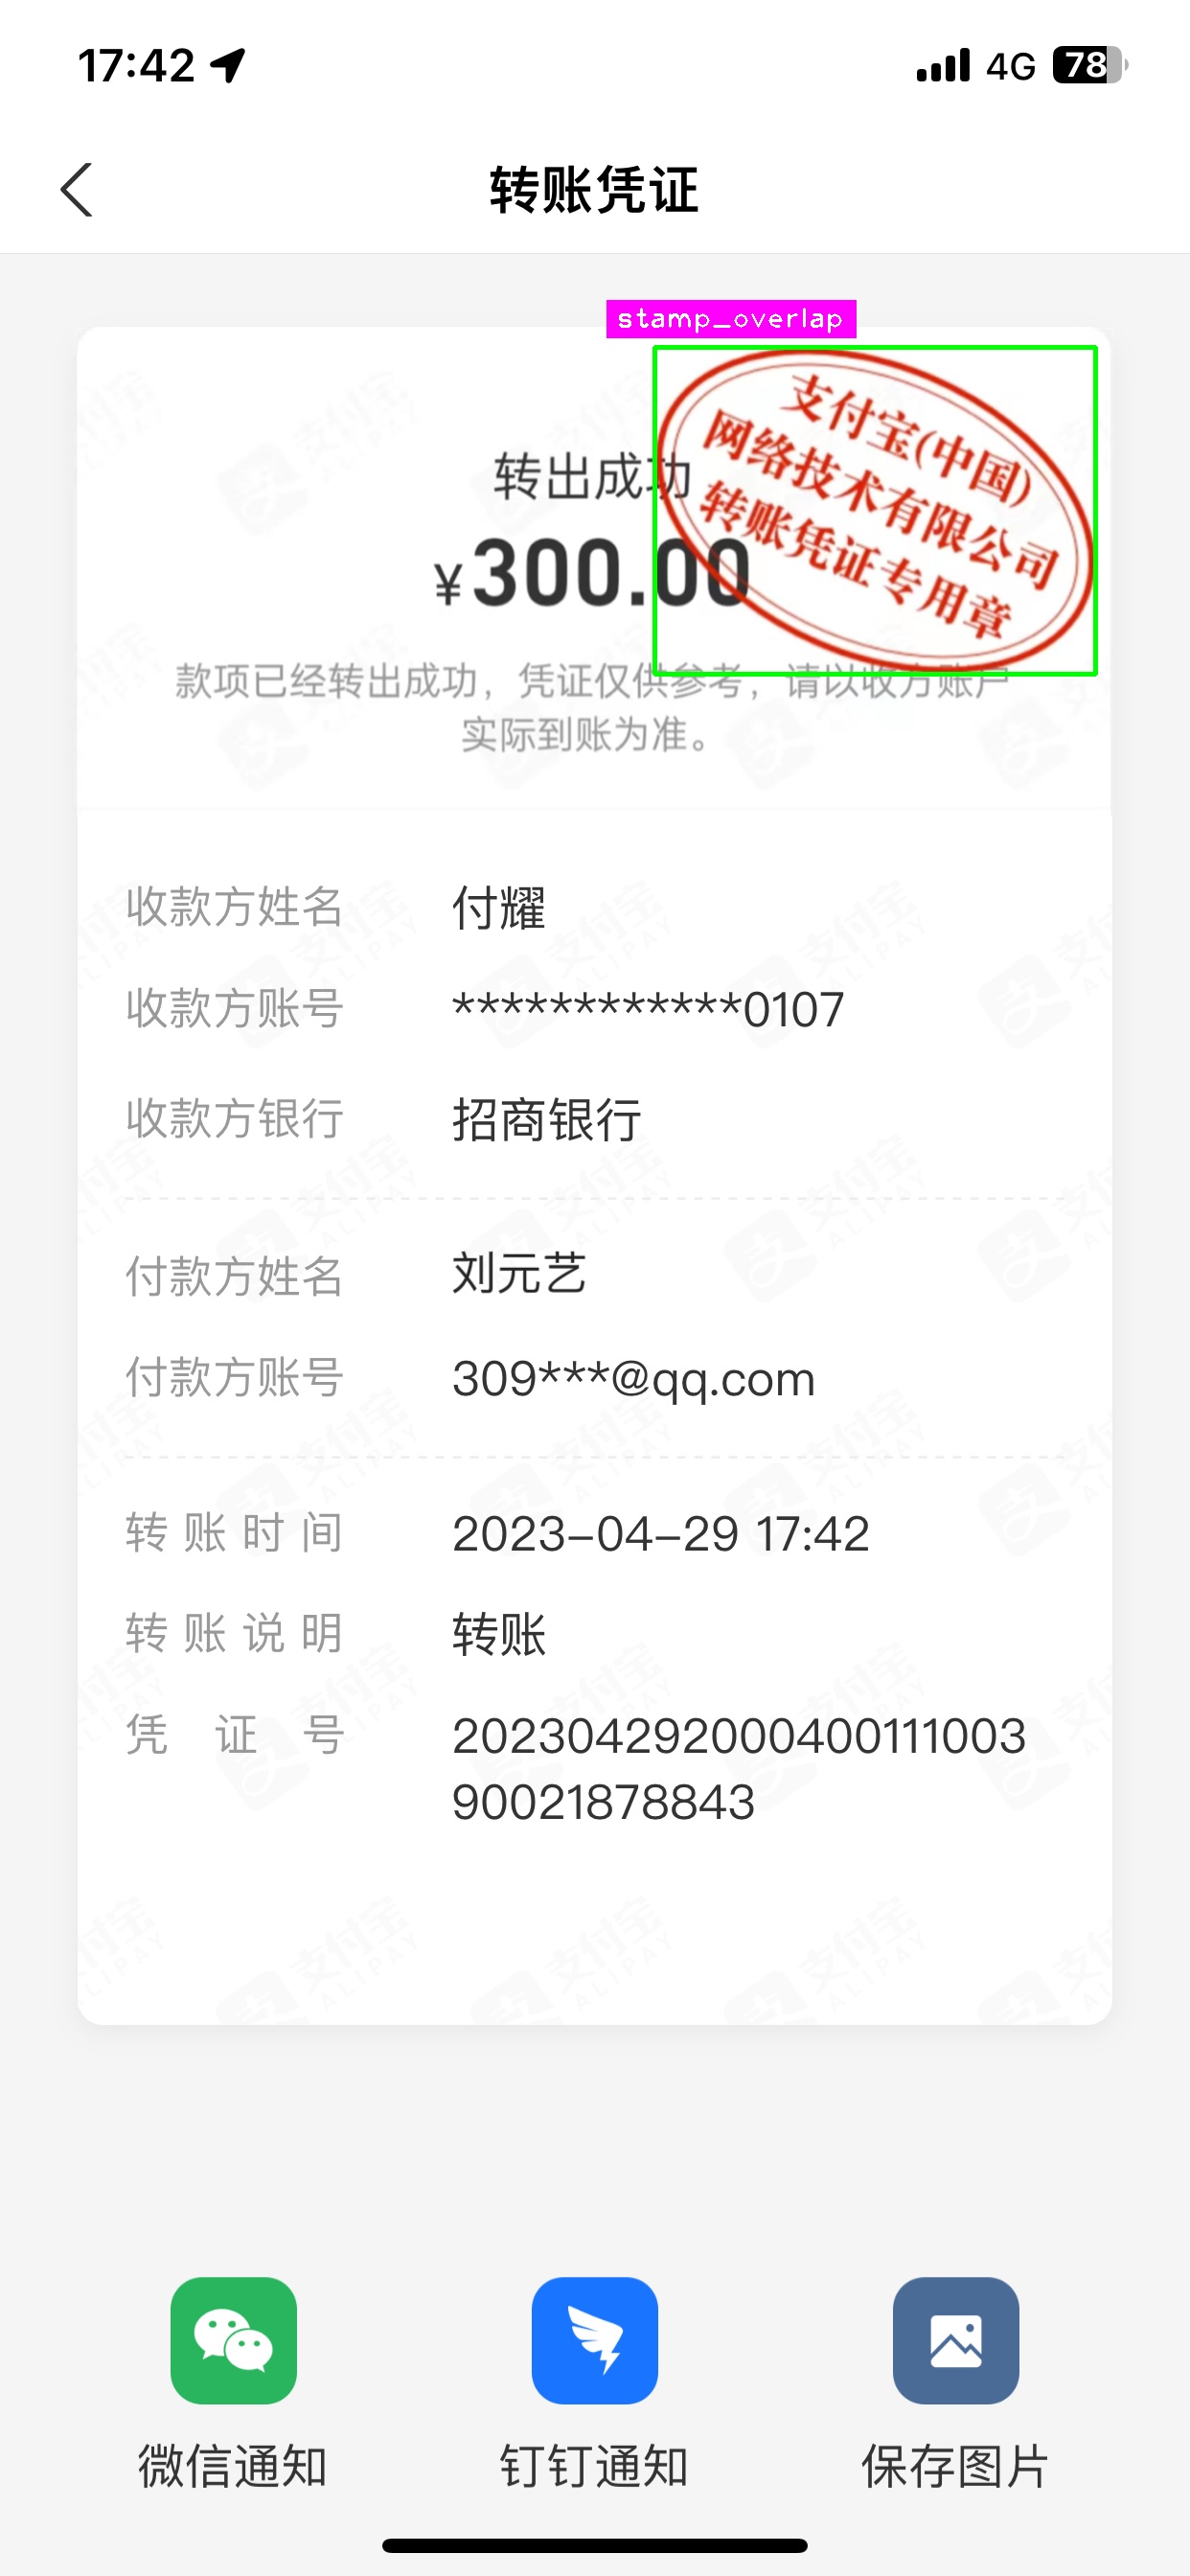 17:42
4G
78
转账凭证
stamp_overlap
支付宝(中国)
网络技术有限公司
转账凭证专用章
转出成功
¥300.00
款项已经转出成功，凭证仅供参考，请以收方账户
实际到账为准。
收款方姓名 付耀
收款方账号 ************0107
收款方银行 招商银行
付款方姓名 刘元艺
付款方账号 309***@qq.com
转账时间 2023-04-29 17:42
转账说明 转账
凭证号 202304292000400111003
90021878843
支付宝
ALIPAY
微信通知
钉钉通知
保存图片